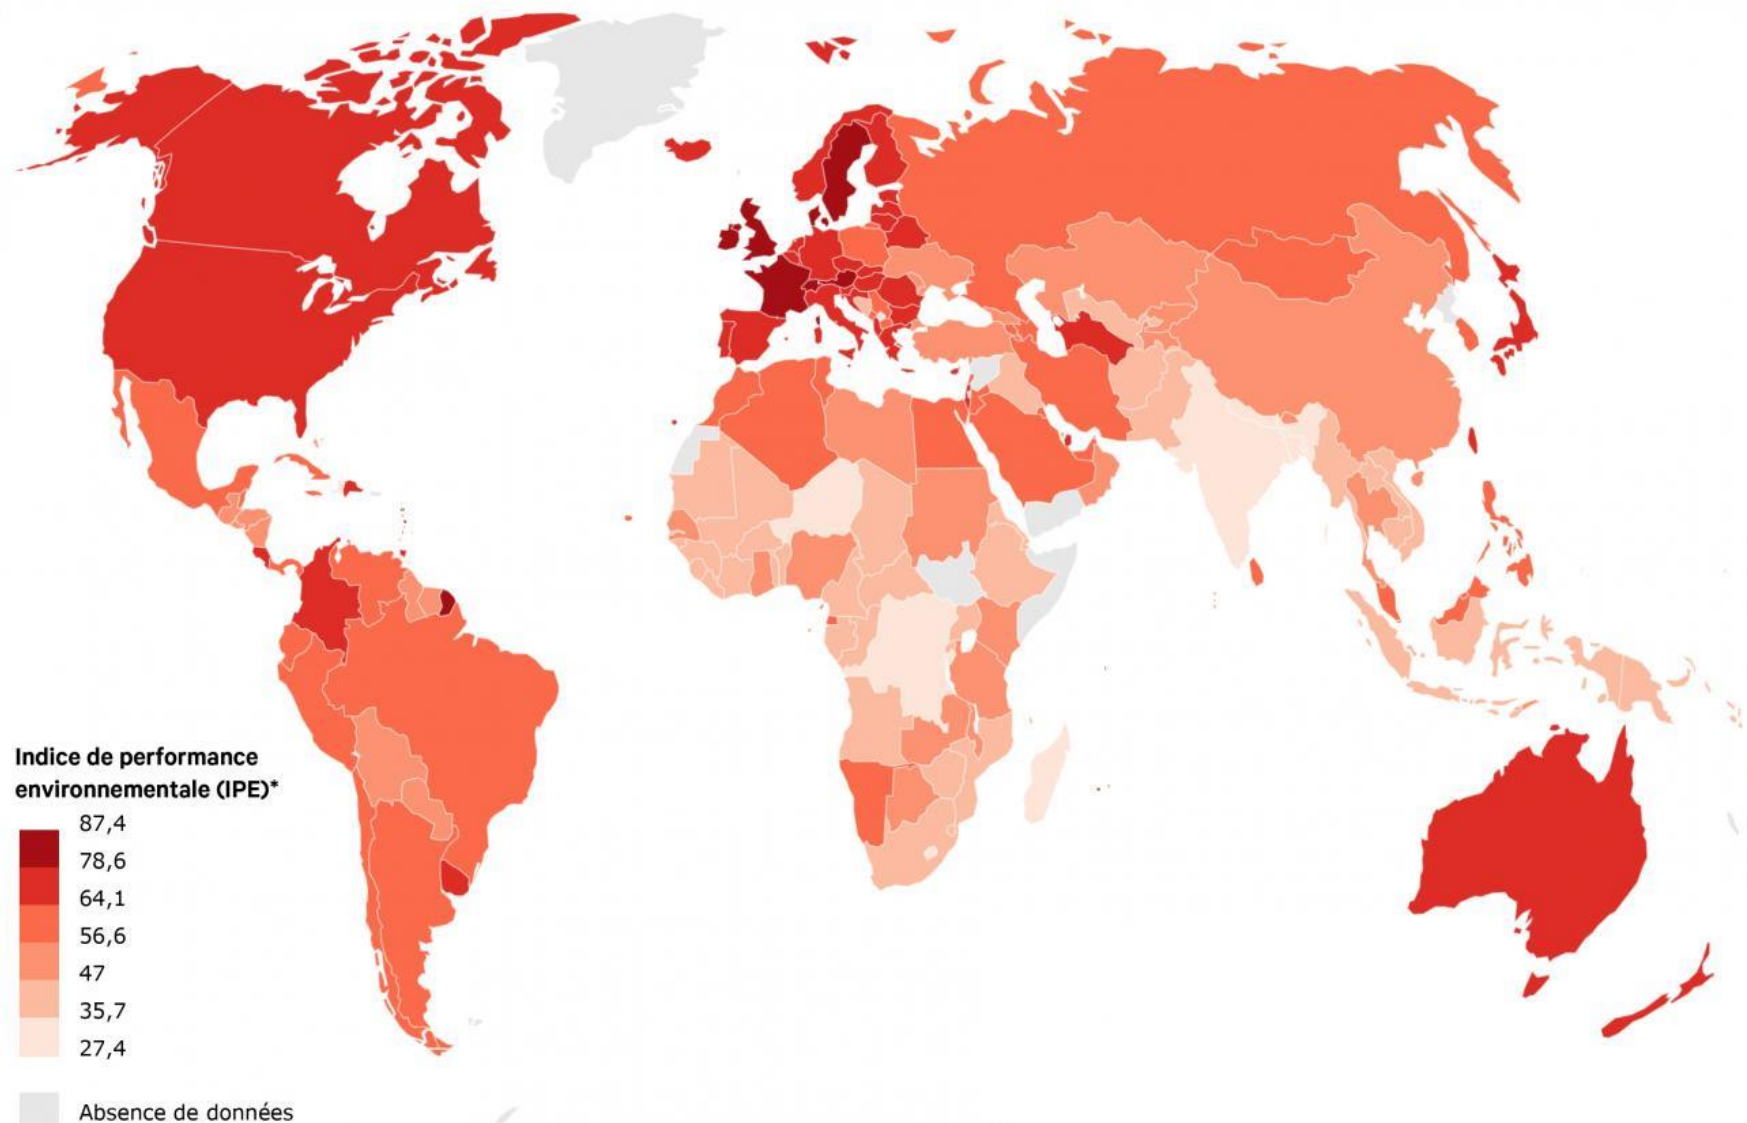 Indice de performance
environnementale (IPE)*
87,4
78,6
64,1
56,6
47
35,7
27,4
Absence de données